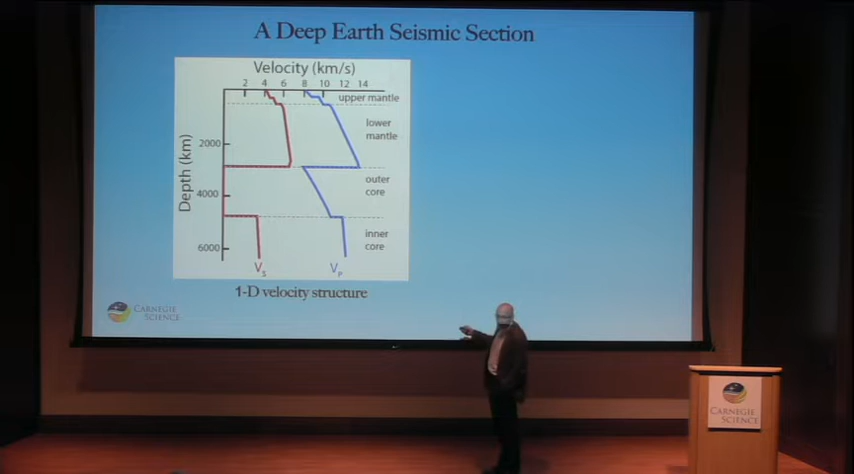 A Deep Earth Seismic Section
Velocity (km/s)
2 4 6 8 10 12 14
upper mantle
lower
mantle
Depth (km)
2000
outer
core
4000
inner
core
6000
Vs
Vp
1-D velocity structure
CARNEGIE
SCIENCE
CARNEGIE
SCIENCE